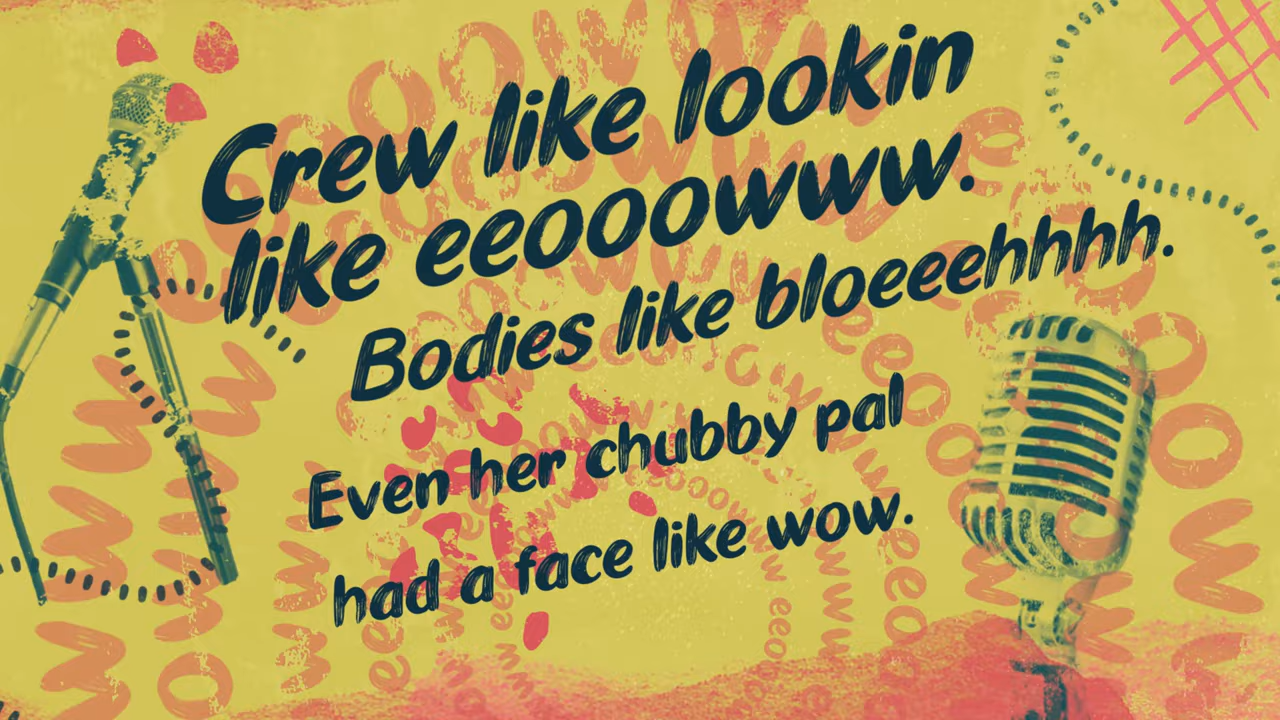 Crew like lookin
like eeooowww.
Bodies like bloeeehhhh.
Even her chubby pal
had a face like wow.